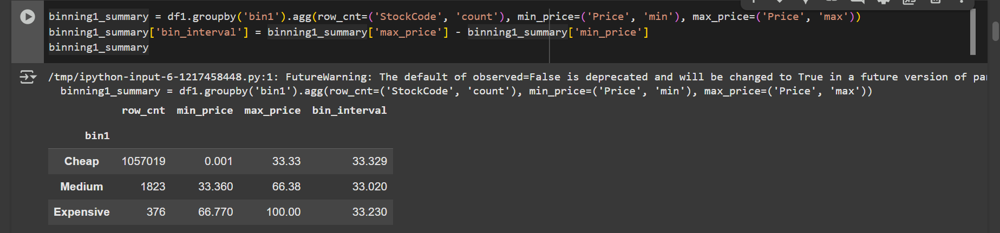 binning1_summary = df1.groupby('bin1').agg(row_cnt=('StockCode', 'count'), min_price=('Price', 'min'), max_price=('Price', 'max'))
binning1_summary['bin_interval'] = binning1_summary['max_price'] - binning1_summary['min_price']
binning1_summary
/tmp/ipython-input-6-1217458448.py:1: FutureWarning: The default of observed=False is deprecated and will be changed to True in a future version of
binning1_summary = df1.groupby('bin1').agg(row_cnt=('StockCode', 'count'), min_price=('Price', 'min'), max_price=('Price', 'max'))
row_cnt min_price max_price bin_interval
bin1
Cheap 1057019 0.001 33.33 33.329
Medium 1823 33.360 66.38 33.020
Expensive 376 66.770 100.00 33.230